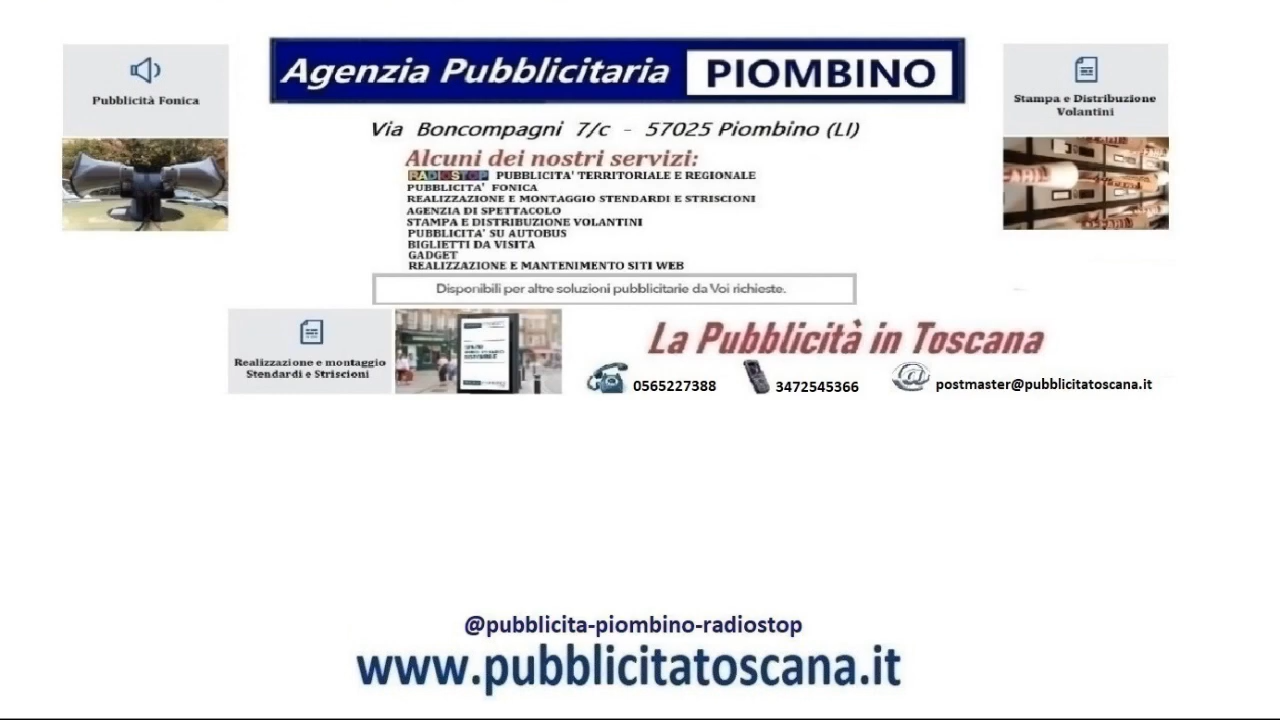 Agenzia Pubblicitaria PIOMBINO
Via Boncompagni 7/c - 57025 Piombino (LI)
Pubblicità Fonica
Stampa e Distribuzione
Volantini
Alcuni dei nostri servizi:
RADIOSTOP PUBBLICITA' TERRITORIALE E REGIONALE
PUBBLICITA' FONICA
REALIZZAZIONE E MONTAGGIO STENDARDI E STRISCIONI
AGENZIA DI SPETTACOLO
STAMPA E DISTRIBUZIONE VOLANTINI
PUBBLICITA' SU AUTOBUS
BIGLIETTI DA VISITA
GADGET
REALIZZAZIONE E MANTENIMENTO SITI WEB
Disponibili per altre soluzioni pubblicitarie da Voi richieste.
Realizzazione e montaggio
Stendardi e Striscioni
La Pubblicità in Toscana
0565227388 3472545366 postmaster@pubblicitatoscana.it
@pubblicita-piombino-radiostop
www.pubblicitatoscana.it